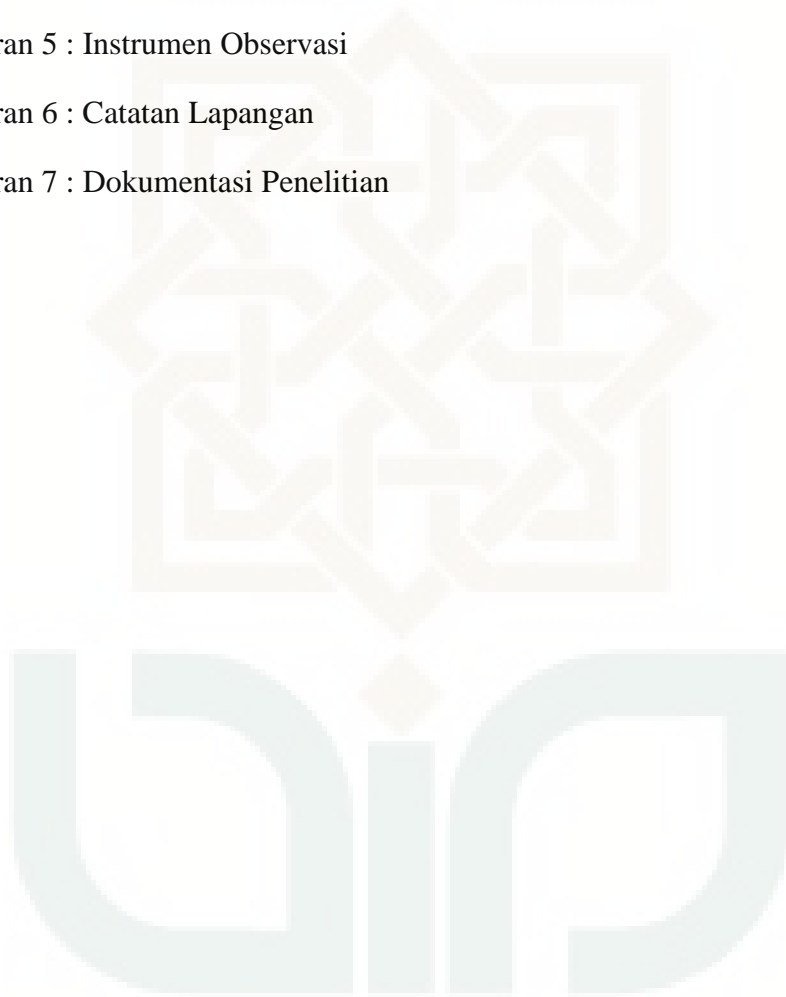 ran 5 : Instrumen Observasi
ran 6 : Catatan Lapangan
ran 7 : Dokumentasi Penelitian